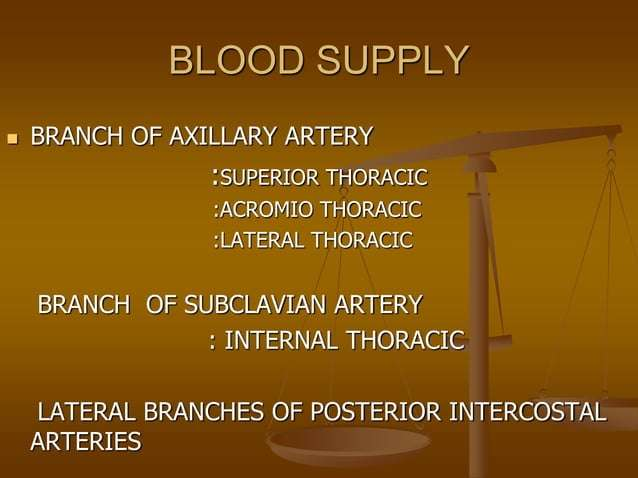 BLOOD SUPPLY
BRANCH OF AXILLARY ARTERY
:SUPERIOR THORACIC
:ACROMIO THORACIC
:LATERAL THORACIC
BRANCH OF SUBCLAVIAN ARTERY
: INTERNAL THORACIC
LATERAL BRANCHES OF POSTERIOR INTERCOSTAL
ARTERIES